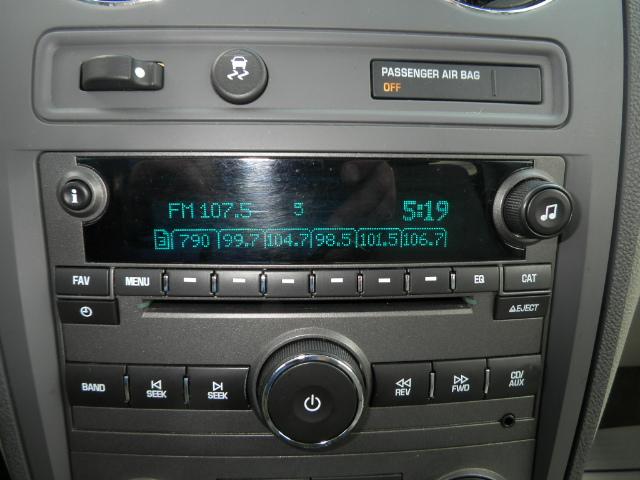 PASSENGER AIR BAG
OFF
i
FM 107.5 5 5:19
3 790 99.7 104.7 98.5 101.5 106.7
FAV MENU EQ CAT
EJECT
BAND SEEK SEEK REV FWD CD/
AUX